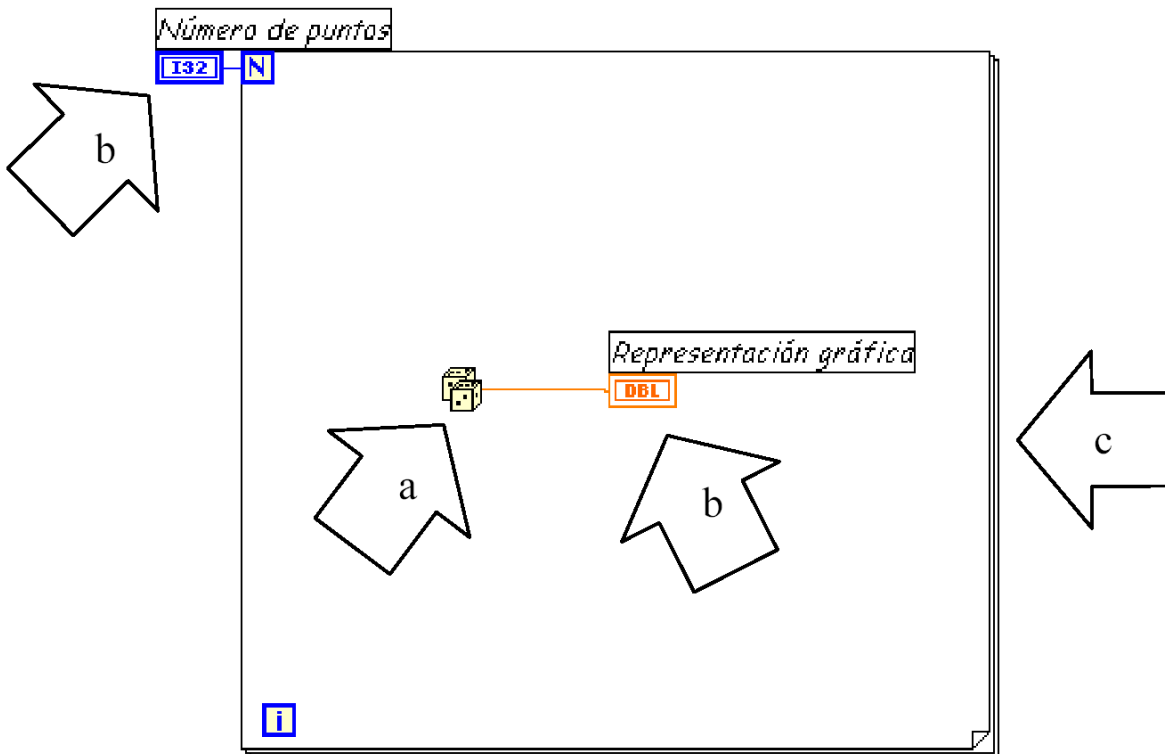 Número de puntos
I32
N
b
Representación gráfica
DBL
c
a
b
i